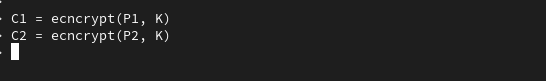 C1 = ecncrypt(P1, K)
C2 = ecncrypt(P2, K)